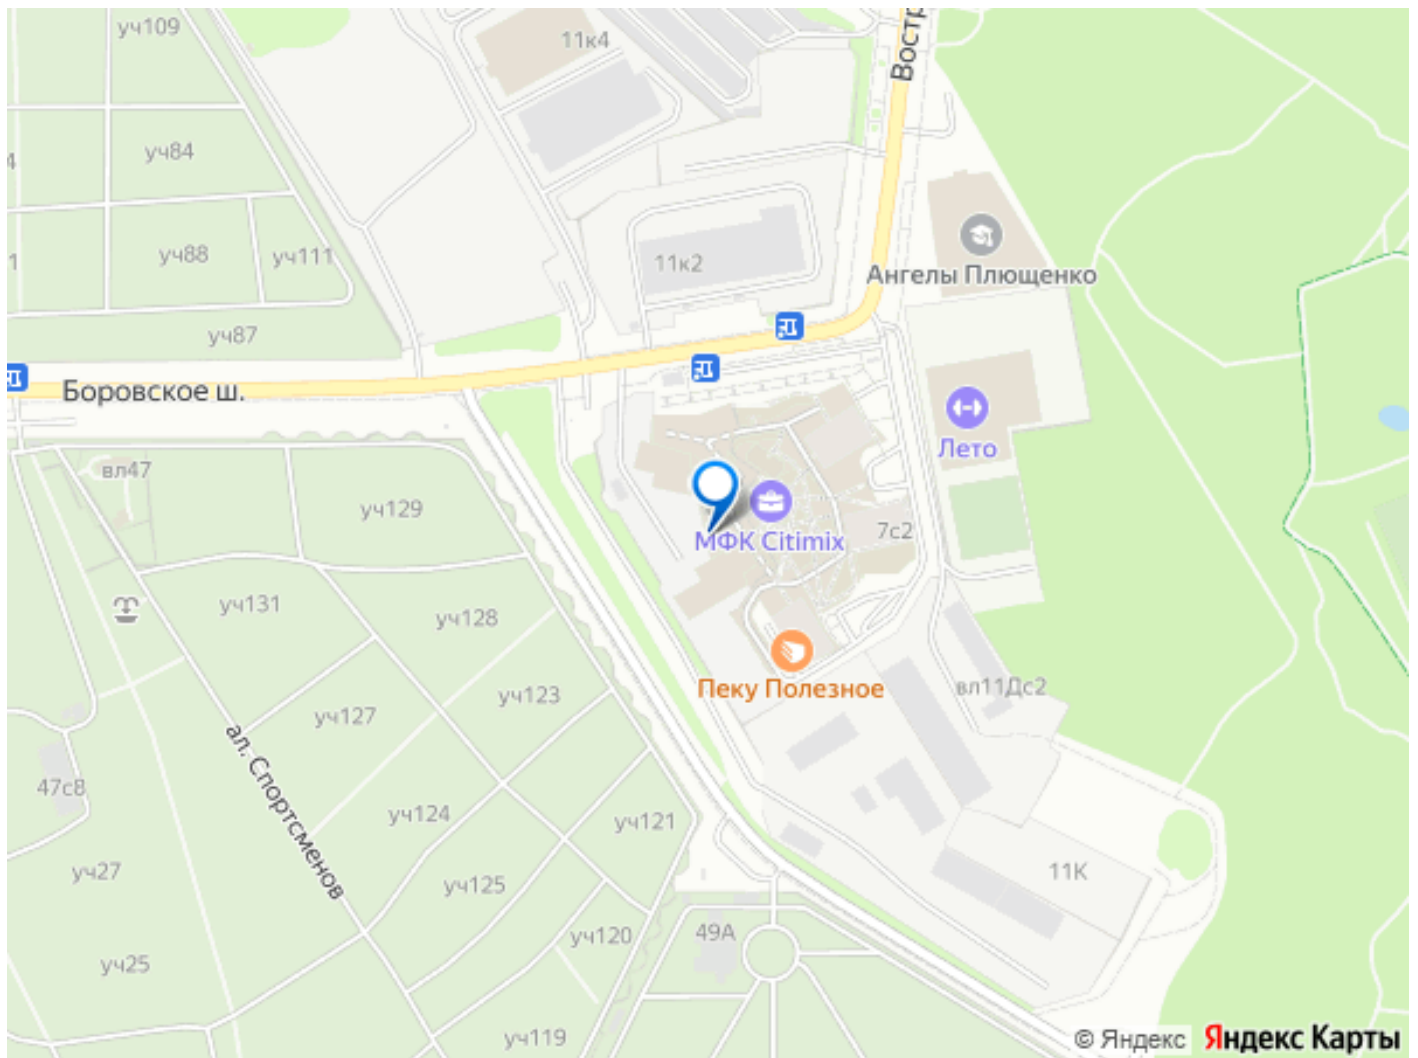 уч109
11к4
Востр
уч84
4
уч88
уч111
1
11к2
Ангелы Плющенко
уч87
Боровское ш.
Лето
вл47
уч129
7с2
МФК Citimix
уч131
уч128
Пеку Полезное
вл11Дс2
уч123
уч127
ал. Спортсменов
47с8
уч124
уч121
уч27
уч125
11К
49А
уч120
уч25
уч119
© Яндекс Яндекс Карты